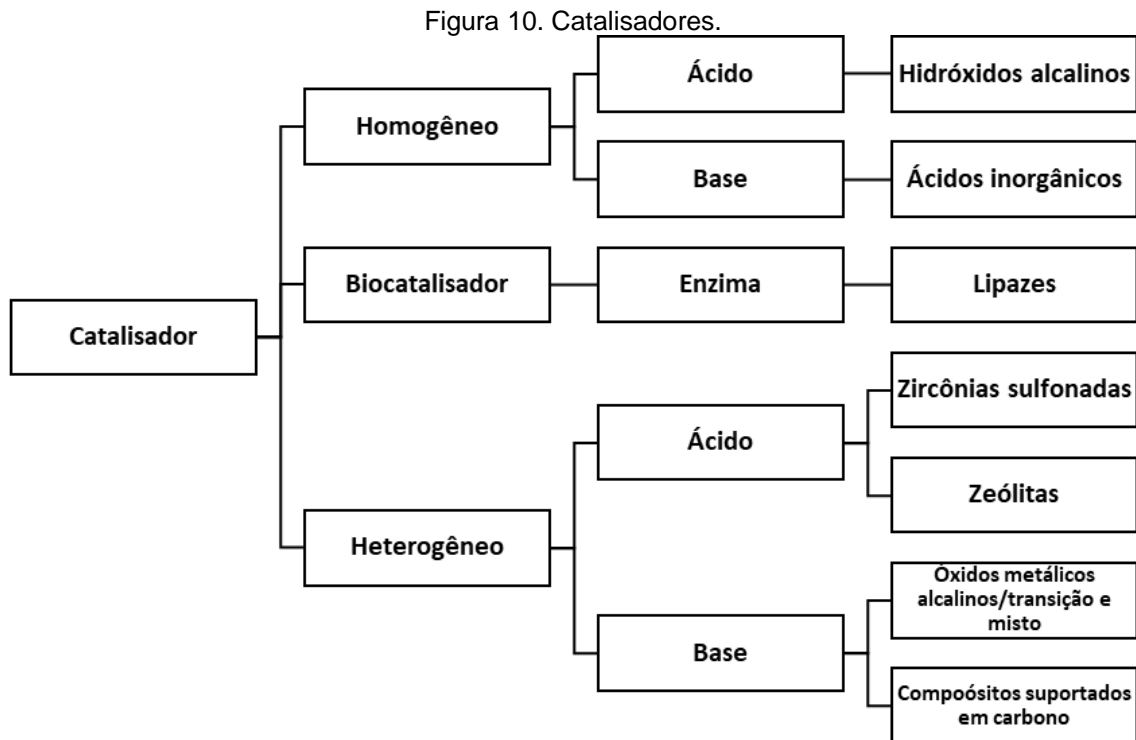 Figura 10. Catalisadores.
Ácido
Hidróxidos alcalinos
Homogêneo
Base
Ácidos inorgânicos
Biocatalisador
Enzima
Lipazes
Catalisador
Zircônias sulfonadas
Ácido
Zeólitas
Heterogêneo
Óxidos metálicos
alcalinos/transição e
misto
Base
Compoósitos suportados
em carbono